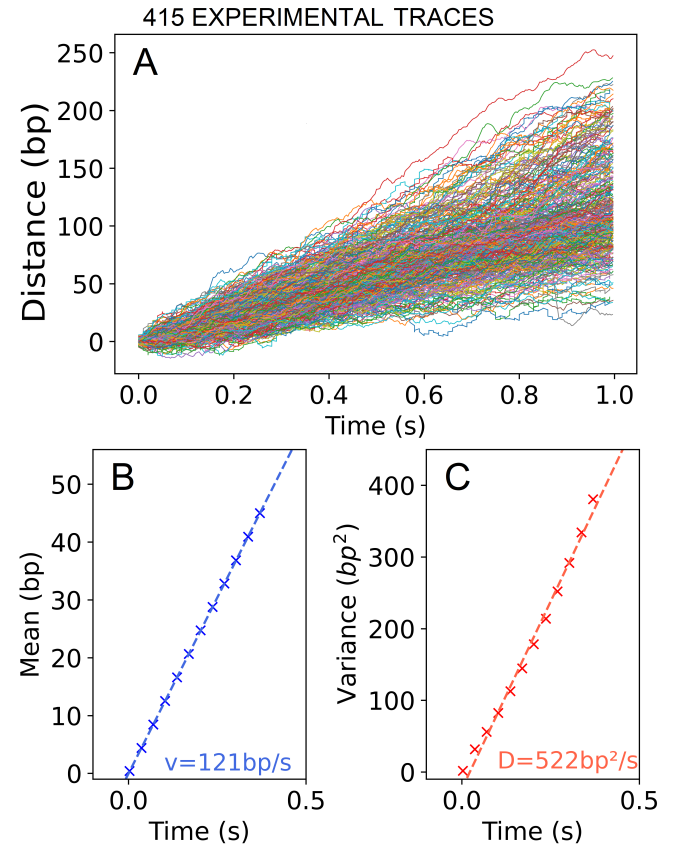 415 EXPERIMENTAL TRACES
A
Distance (bp)
250
200
150
100
50
0
0.0 0.2 0.4 0.6 0.8 1.0
Time (s)
B
Mean (bp)
50
40
30
20
10
0
v=121bp/s
0.0 0.5
Time (s)
C
Variance (bp²)
400
300
200
100
0
D=522bp²/s
0.0 0.5
Time (s)